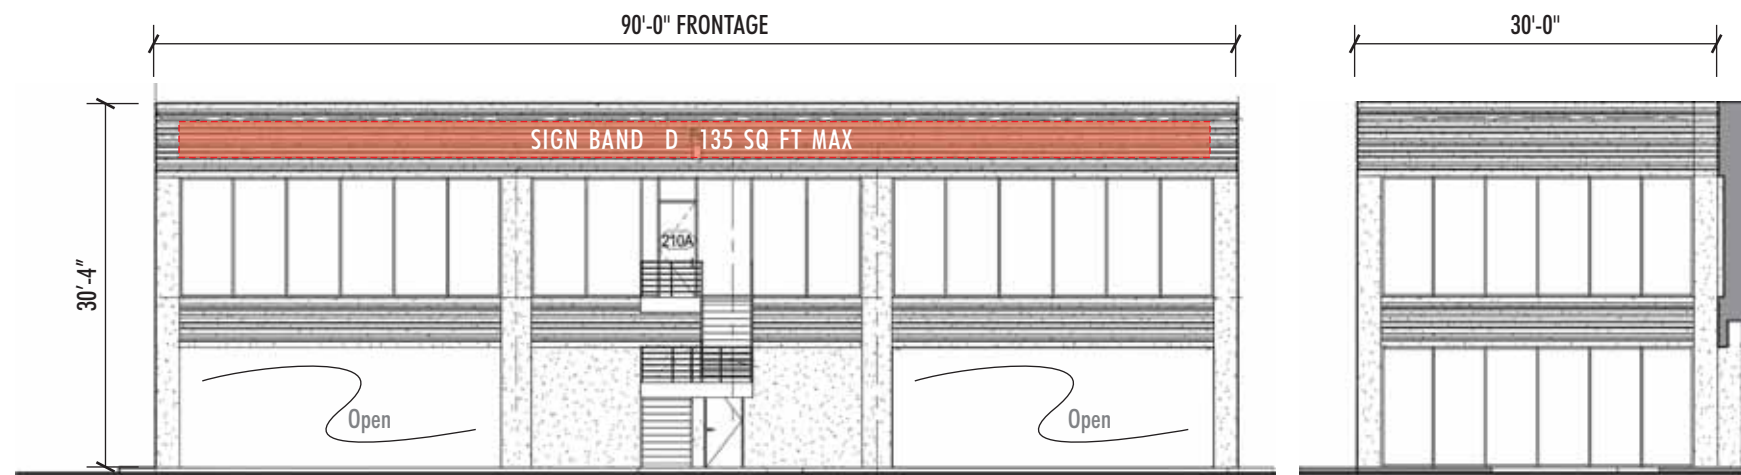 90'-0" FRONTAGE
30'-0"
SIGN BAND D 135 SQ FT MAX
30'-4"
210A
Open
Open